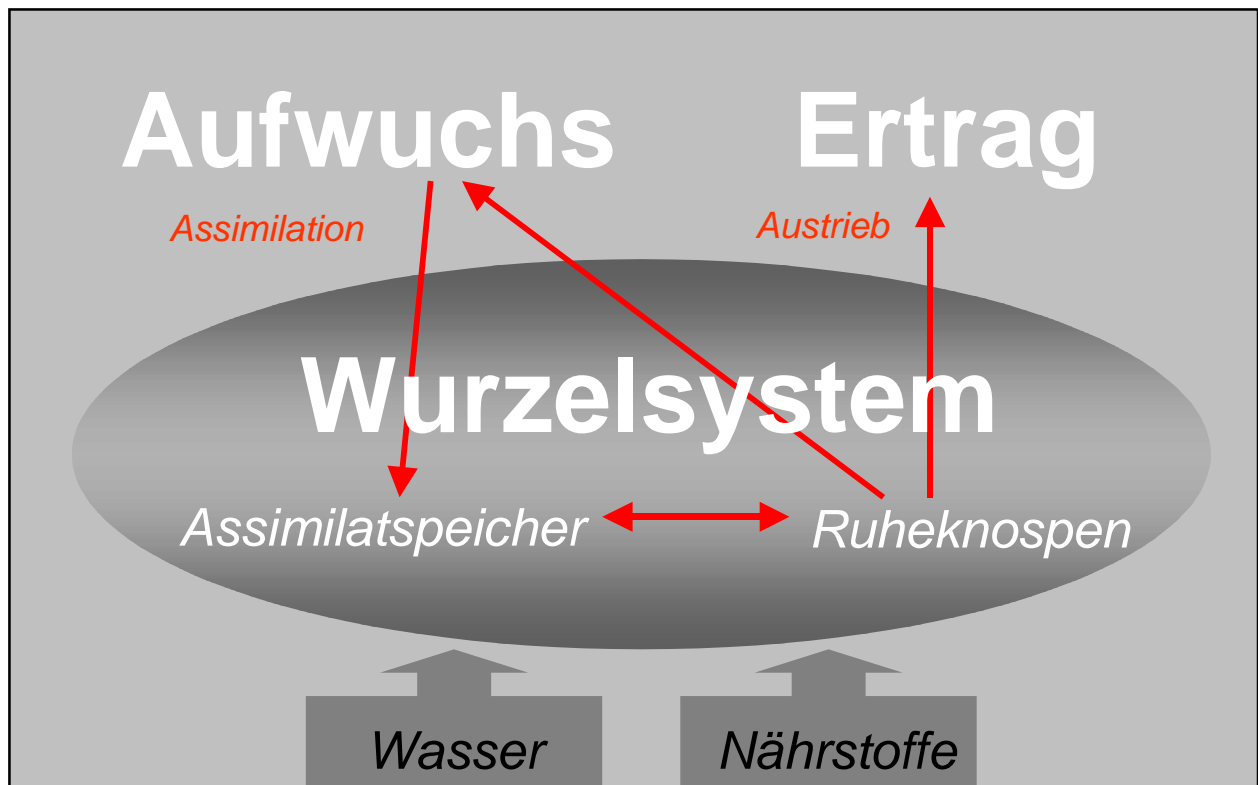 Aufwuchs Ertrag
Assimilation Austrieb
Wurzelsystem
Assimilatspeicher Ruheknospen
Wasser Nährstoffe